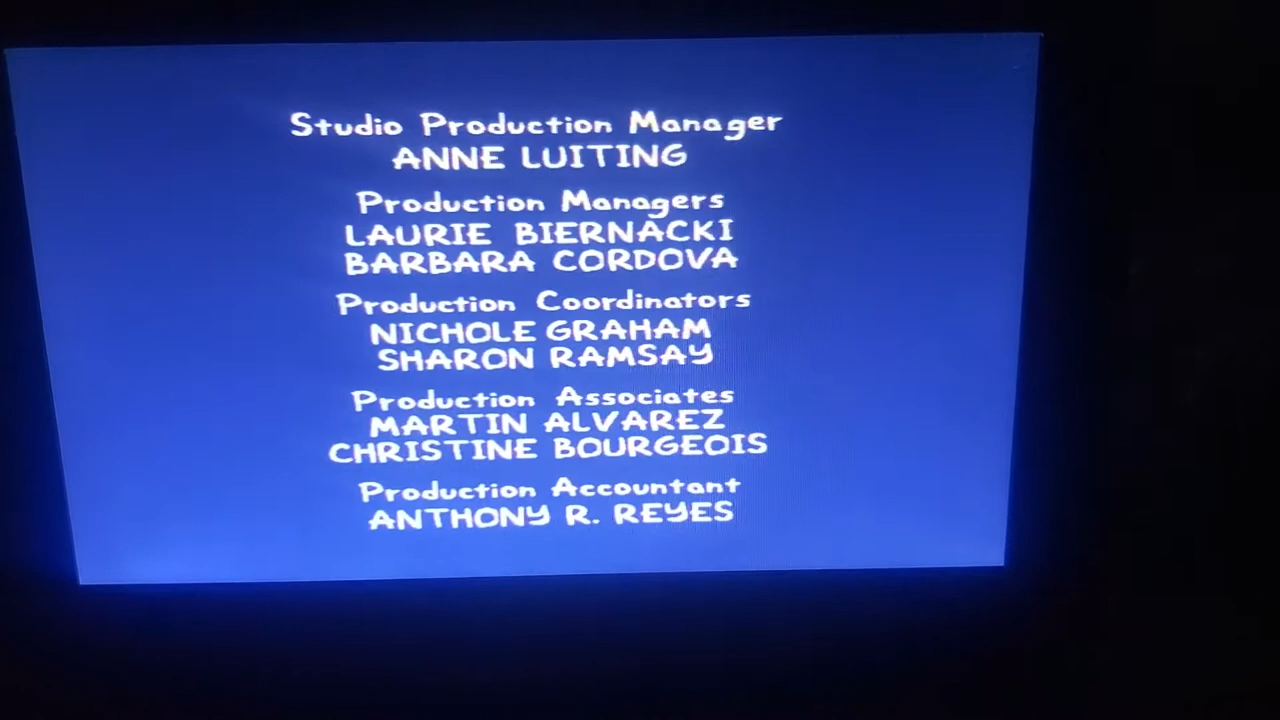 Studio Production Manager
ANNE LUITING
Production Managers
LAURIE BIERNACKI
BARBARA CORDOVA
Production Coordinators
NICHOLE GRAHAM
SHARON RAMSAY
Production Associates
MARTIN ALVAREZ
CHRISTINE BOURGEOIS
Production Accountant
ANTHONY R. REYES